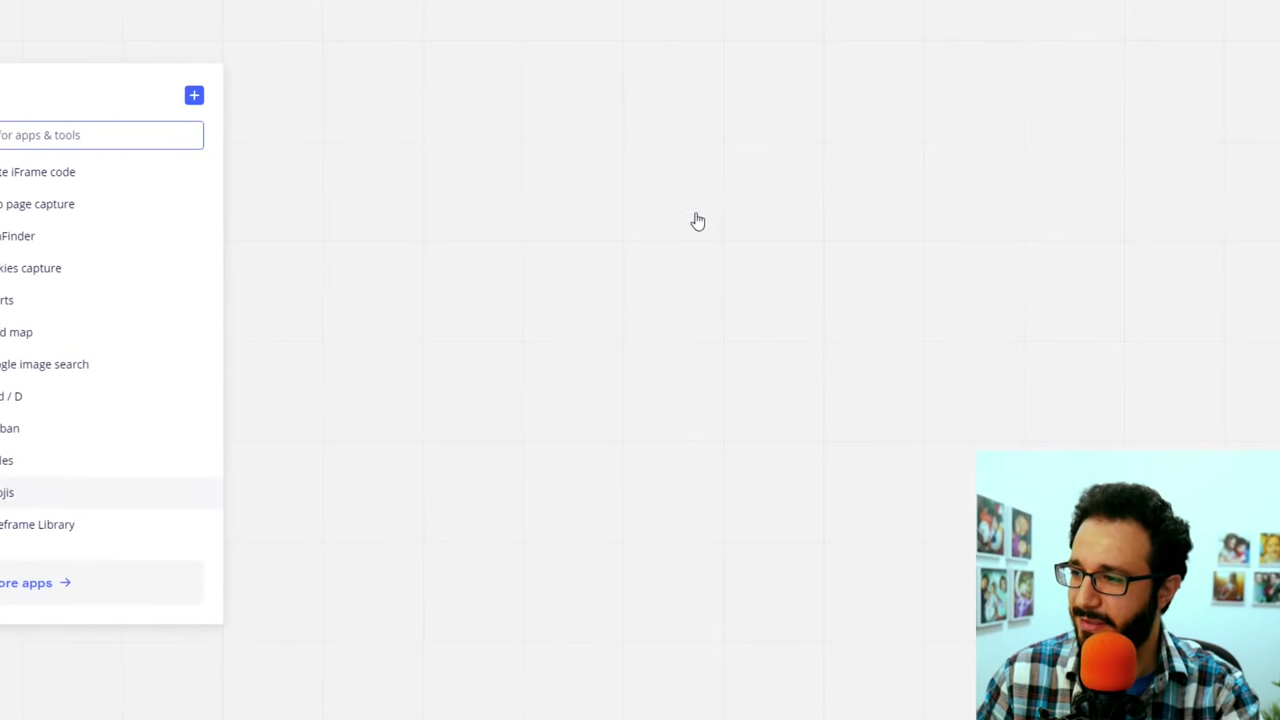 +
for apps & tools
te iFrame code
page capture
Finder
kies capture
rts
d map
gle image search
d / D
ban
les
jis
eframe Library
ore apps →